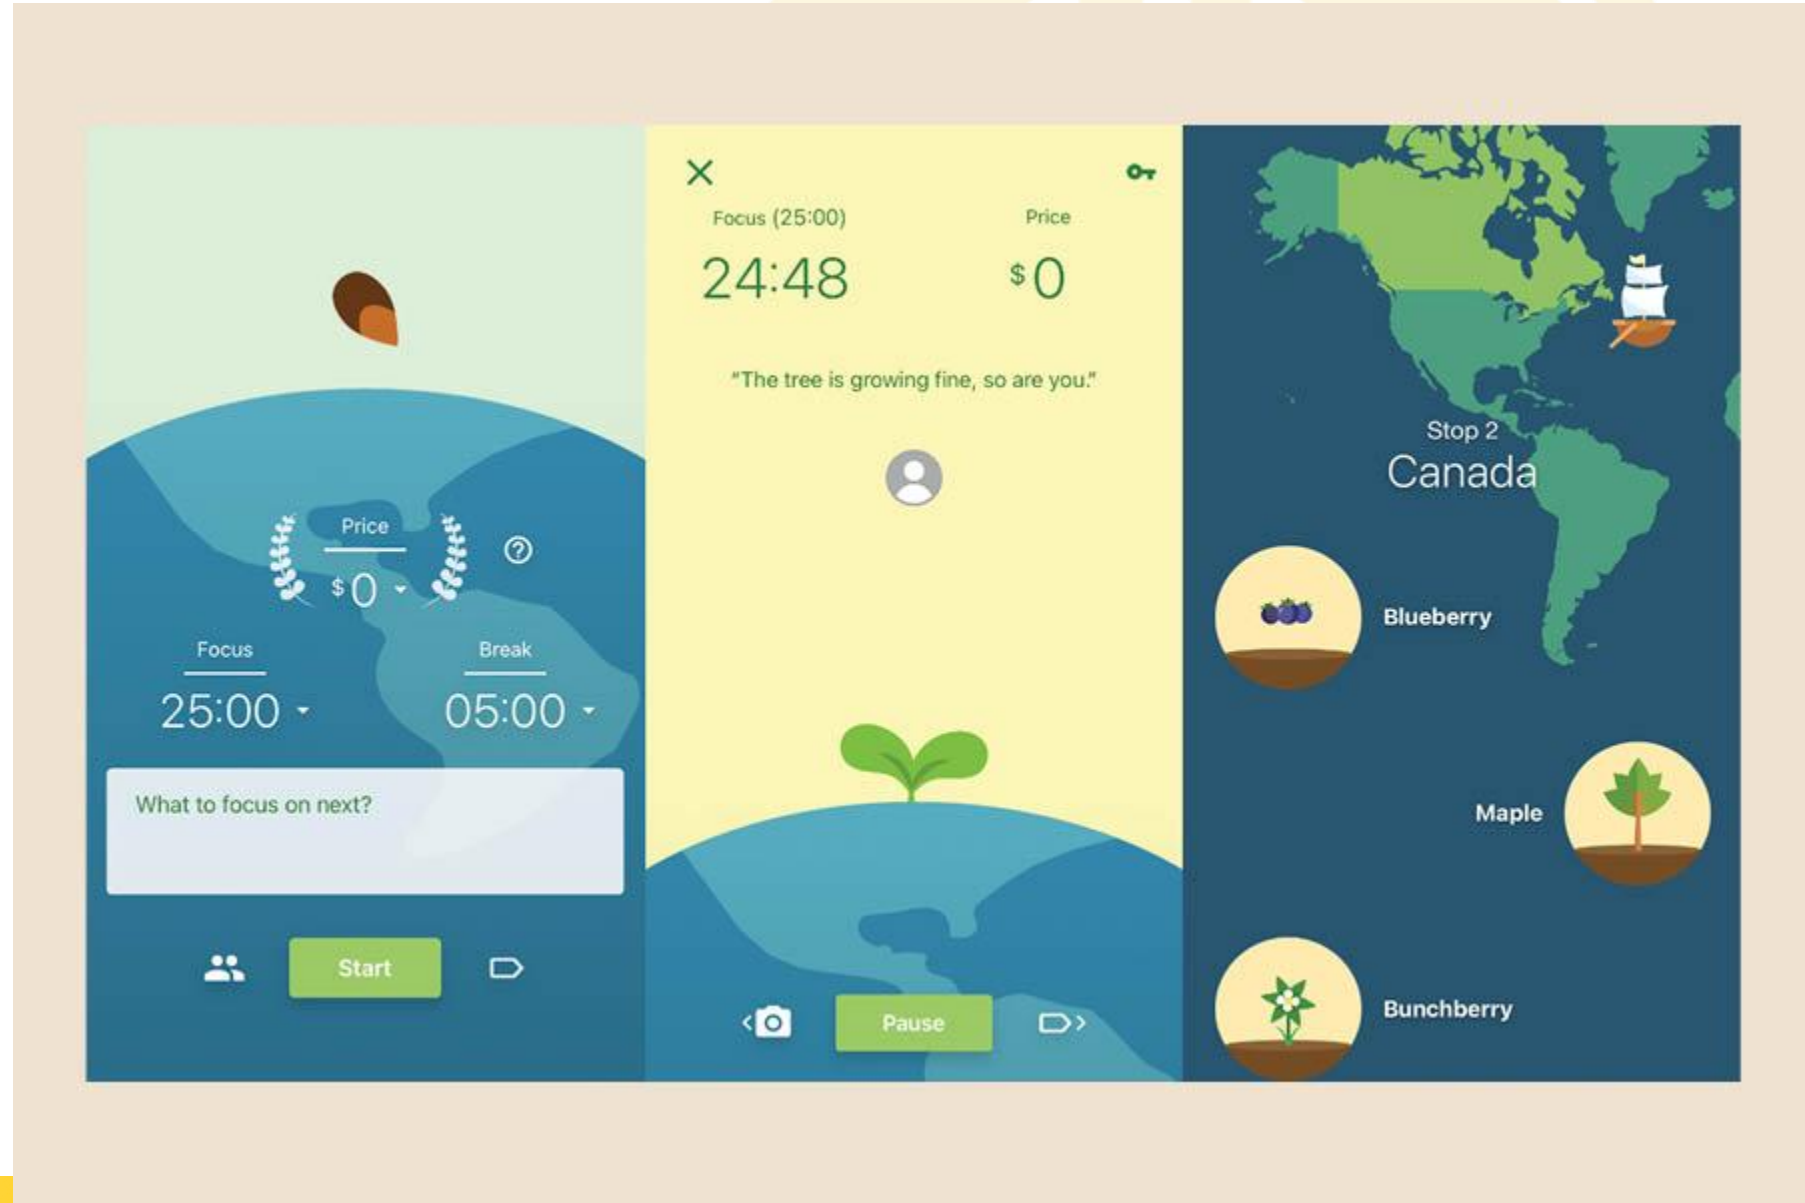 Price
$0
Focus
Break
25:00
05:00
What to focus on next?
Start
Focus (25:00)
Price
24:48
$0
"The tree is growing fine, so are you."
Pause
Stop 2
Canada
Blueberry
Maple
Bunchberry